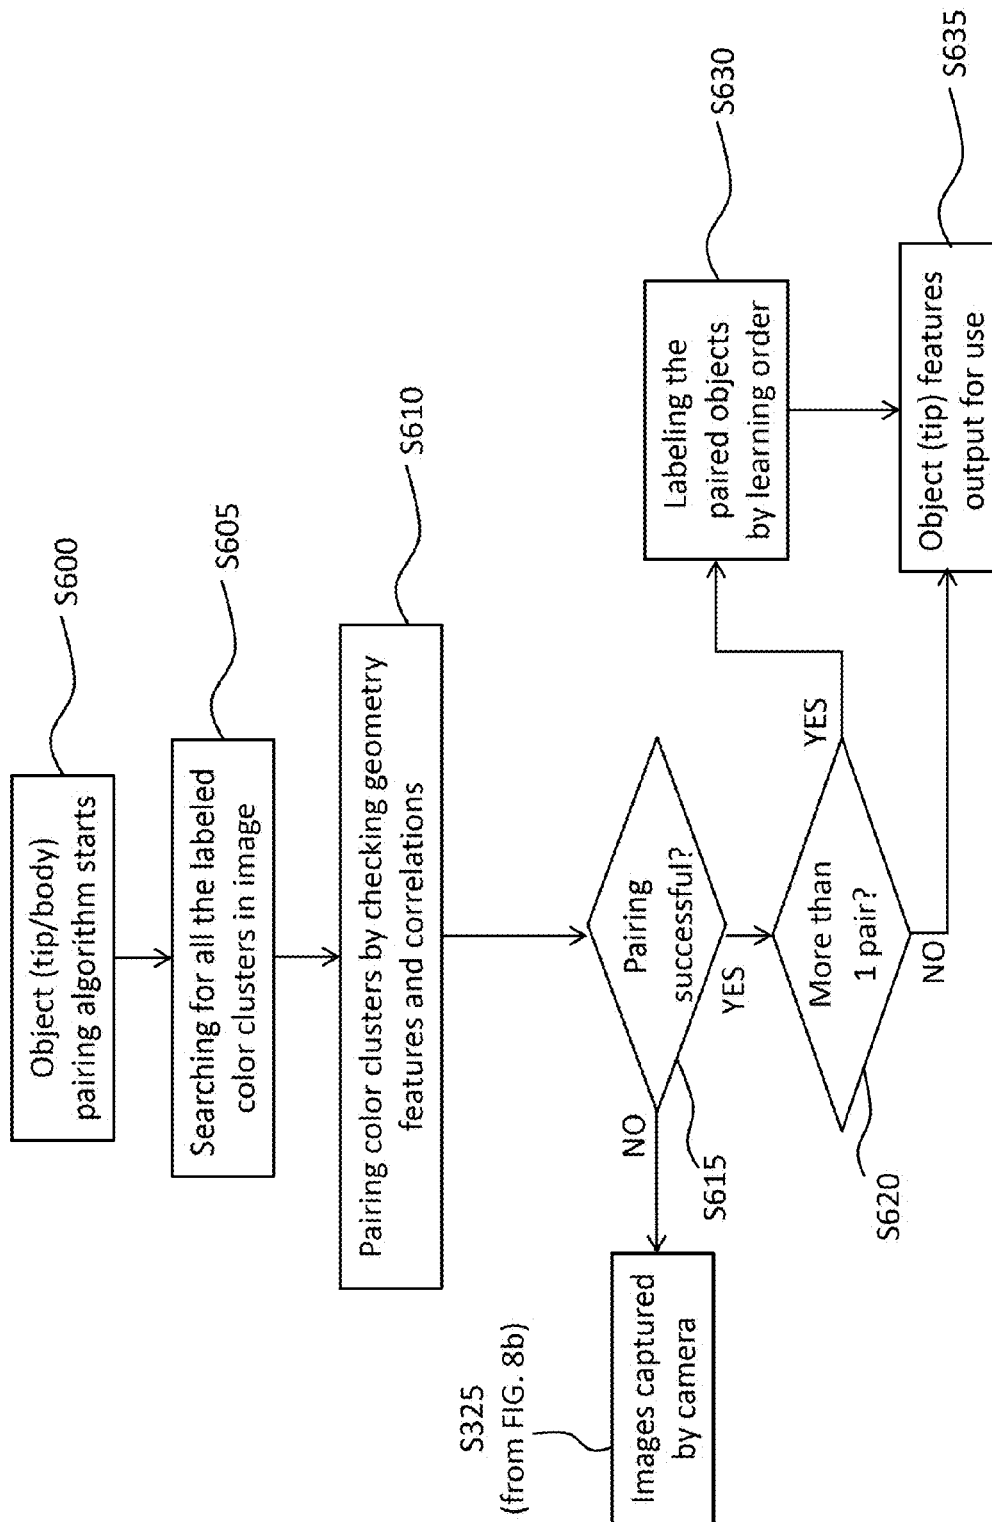 Object (tip/body)
pairing algorithm starts
S600
Searching for all the labeled
color clusters in image
S605
Pairing color clusters by checking geometry
features and correlations
S610
Pairing
successful?
S615
NO
YES
S325
(from FIG. 8b)
Images captured
by camera
More than
1 pair?
S620
YES
NO
Labeling the
paired objects
by learning order
S630
Object (tip) features
output for use
S635